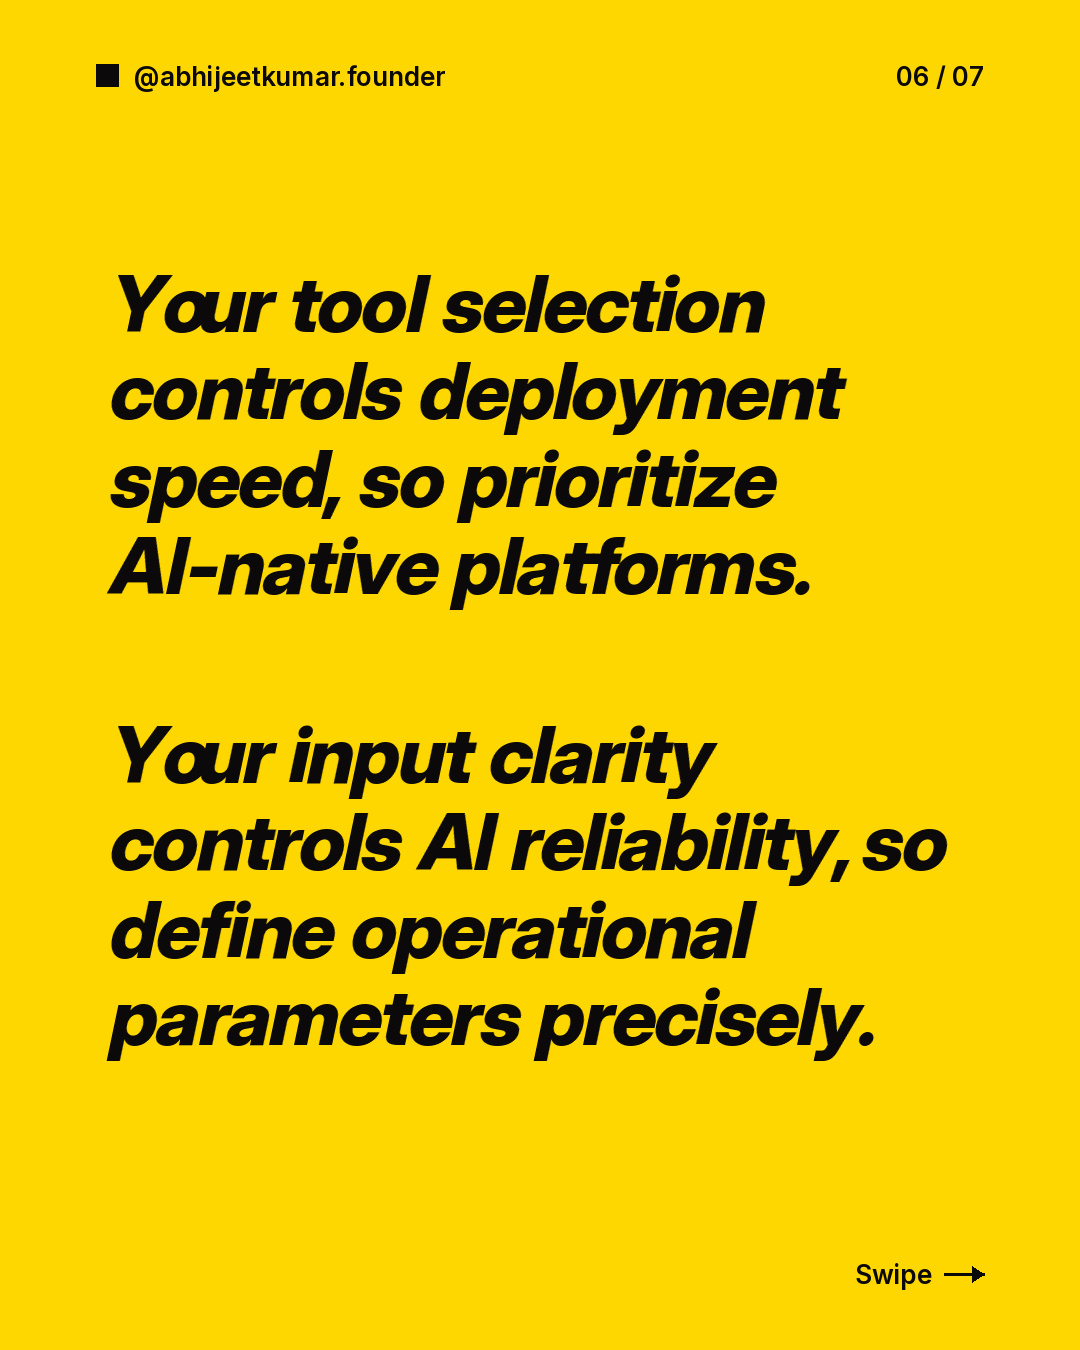 @abhijeetkumar.founder
06 / 07
Your tool selection
controls deployment
speed, so prioritize
AI-native platforms.
Your input clarity
controls AI reliability, so
define operational
parameters precisely.
Swipe